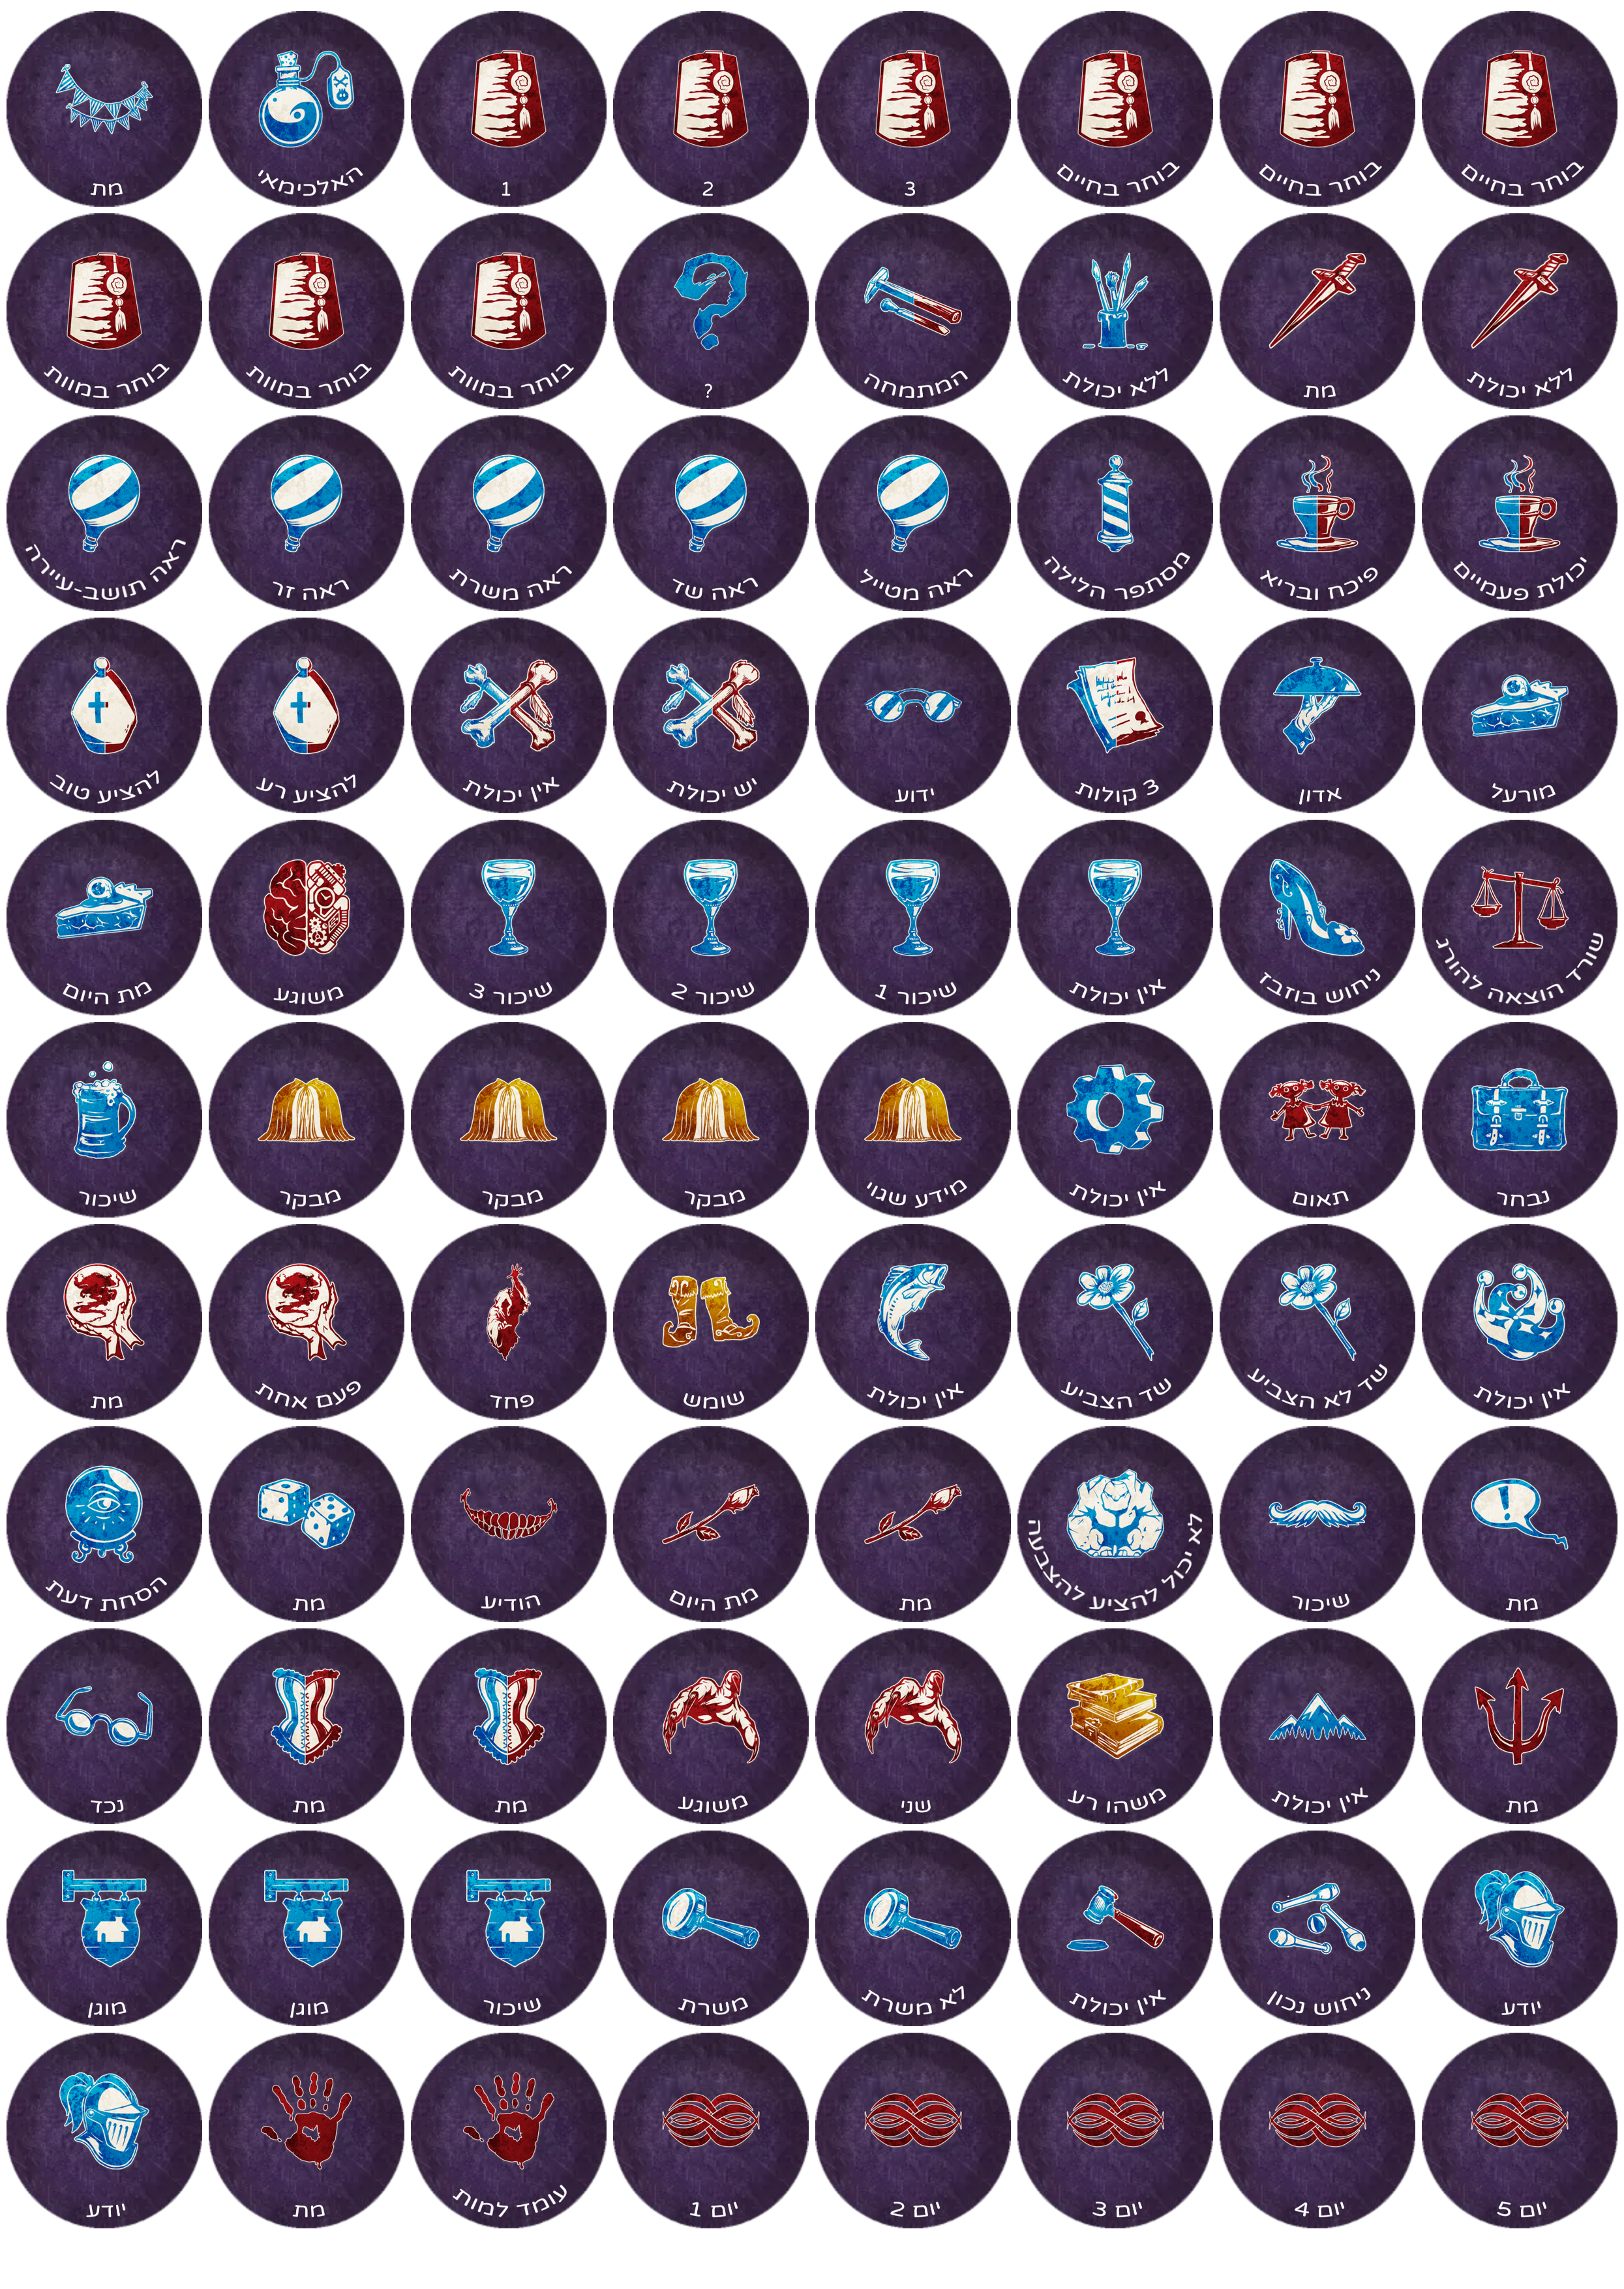 מת
האלכימאי
1
2
3
בוחר בחיים
בוחר בחיים
בוחר בחיים
בוחר במוות
בוחר במוות
בוחר במוות
?
המתמחה
ללא יכולת
מת
ללא יכולת
ראה תושב-עיירה
ראה זר
ראה משרת
ראה שד
ראה מטייל
מסתפר הלילה
פיכח ובריא
יכולת פעמיים
להציע טוב
להציע רע
אין יכולת
יש יכולת
ידוע
3 קולות
אדון
מורעל
מת היום
משוגע
שיכור 3
שיכור 2
שיכור 1
אין יכולת
ניחוש בוזבז
שורד הוצאה להורג
שיכור
מבקר
מבקר
מבקר
מידע שגוי
אין יכולת
תאום
נבחר
מת
פעם אחת
פחד
שומש
אין יכולת
שד הצביע
שד לא הצביע
אין יכולת
הסחת דעת
מת
הודיע
מת היום
מת
לא יכול להציע להצבעה
שיכור
מת
נכד
מת
מת
משוגע
שני
משהו רע
אין יכולת
מת
מוגן
מוגן
שיכור
משרת
לא משרת
אין יכולת
ניחוש נכון
יודע
יודע
מת
עומד למות
יום 1
יום 2
יום 3
יום 4
יום 5